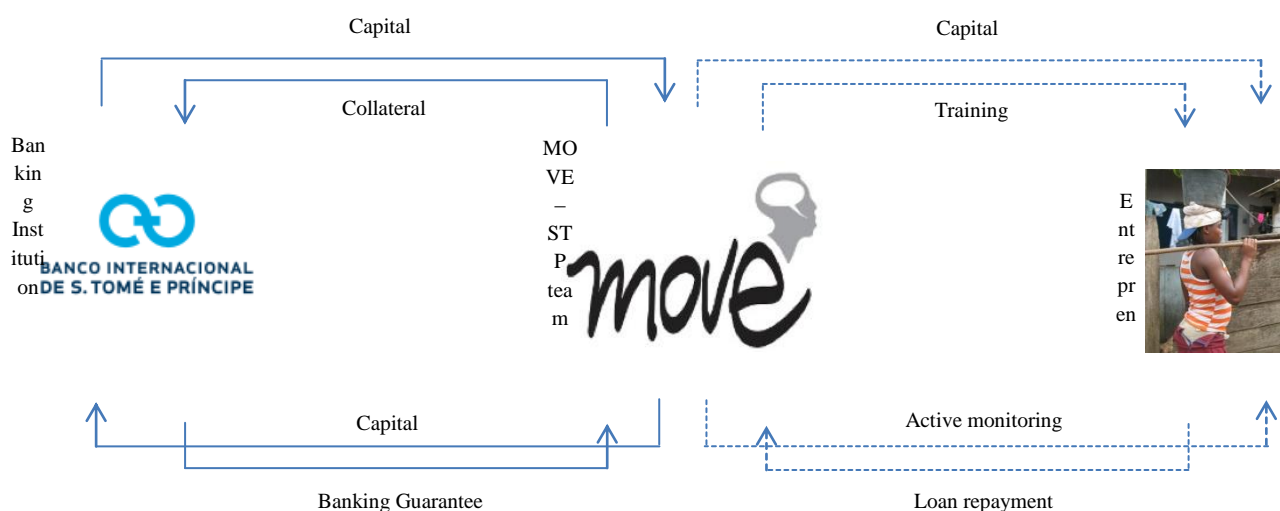 Capital
Capital
Collateral
Training
Ban
kin
g
Inst
ituti
on
BANCO INTERNACIONAL
DE S. TOMÉ E PRÍNCIPE
MO
VE
–
ST
P
tea
m
move
E
nt
re
pr
en
Capital
Active monitoring
Banking Guarantee
Loan repayment